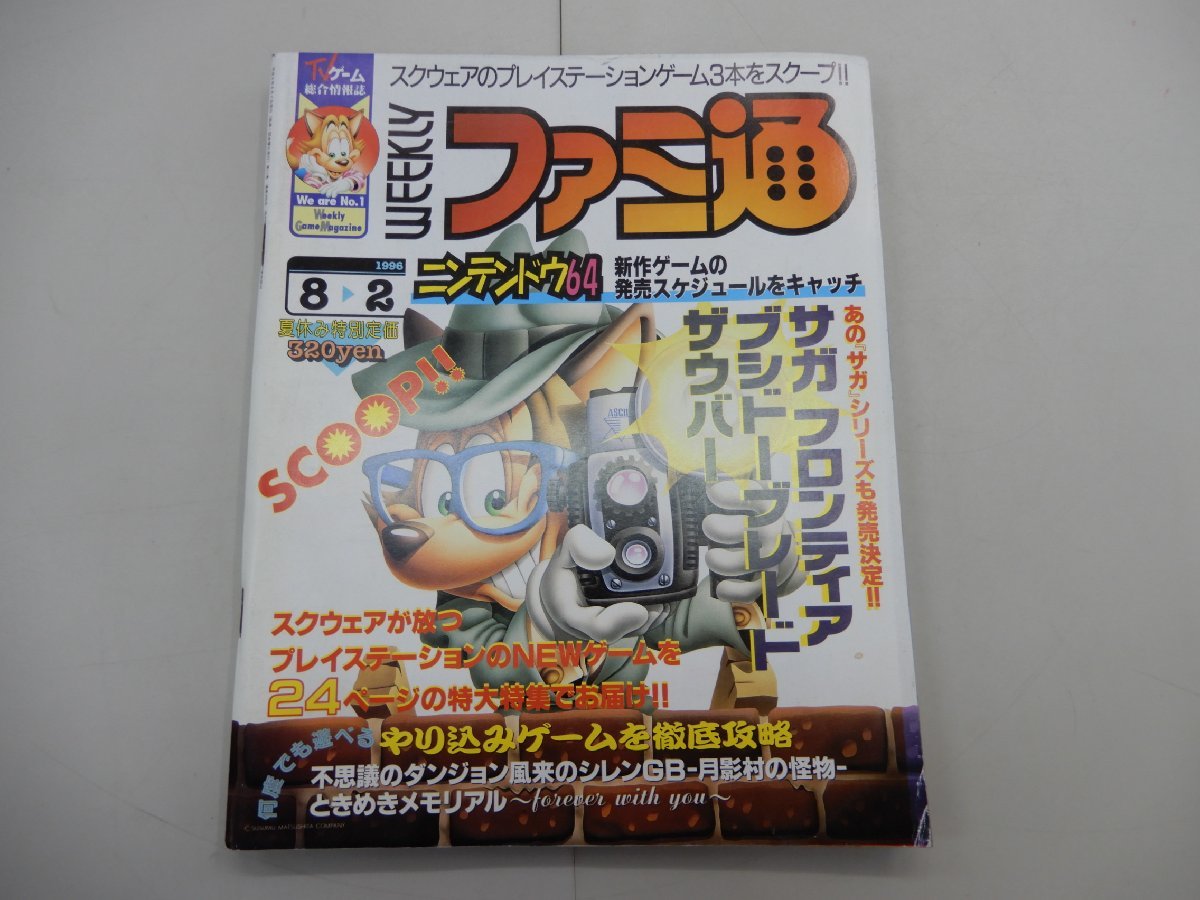 TVゲーム
総合情報誌
We are No.1
Weekly
GameMagazine
スクウェアのプレイステーションゲーム3本をスクープ!!
WEEKLY
ファミ通
1996
8▶2
夏休み特別定価
320yen
ニンテンドウ64
新作ゲームの
発売スケジュールをキャッチ
SCOOP!!
ASCII
あの『サガ』シリーズも発売決定!!
サガ フロンティア
ブシドーブレード
ザウバー
スクウェアが放つ
プレイステーションのNEWゲームを
24ページの特大特集でお届け!!
何度でも遊べる
やり込みゲームを徹底攻略
不思議のダンジョン風来のシレンGB-月影村の怪物-
ときめきメモリアル～forever with you～
© SUSUMU MATSUSHITA COMPANY